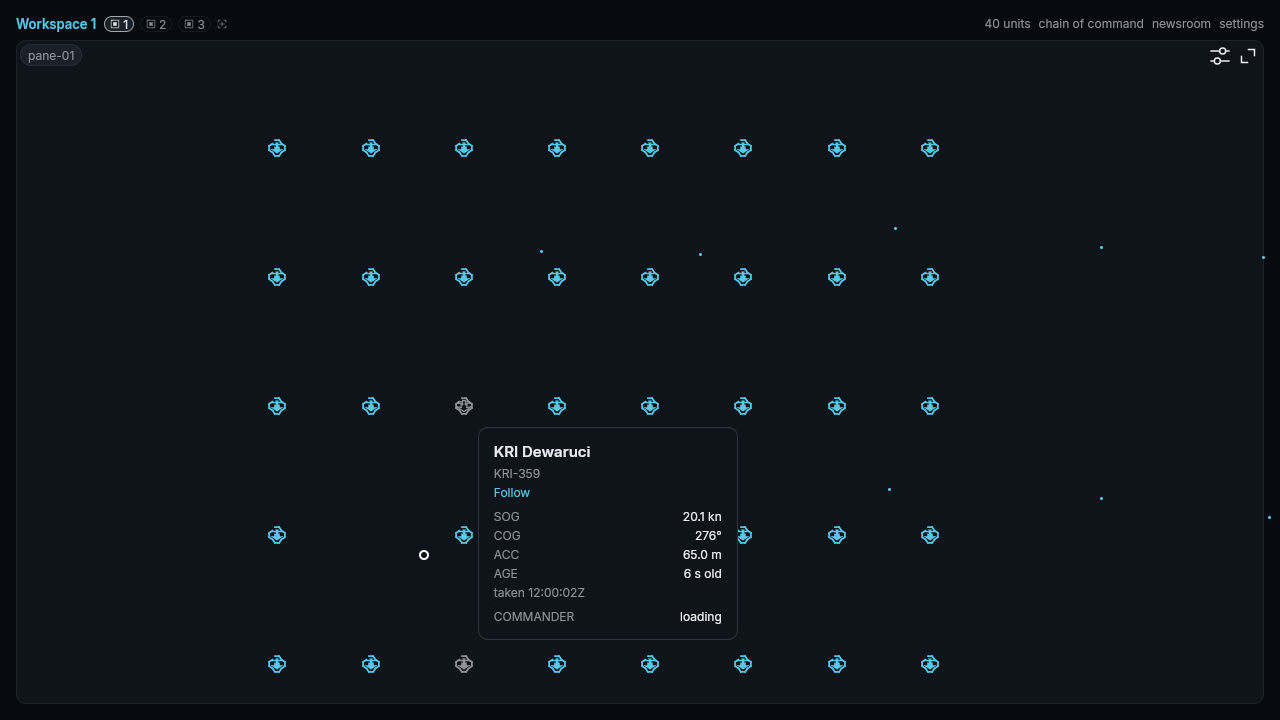 Workspace 1 1 2 3 40 units chain of command newsroom settings
pane-01
KRI Dewaruci
KRI-359
Follow
SOG 20.1 kn
COG 276°
ACC 65.0 m
AGE 6 s old
taken 12:00:02Z
COMMANDER loading